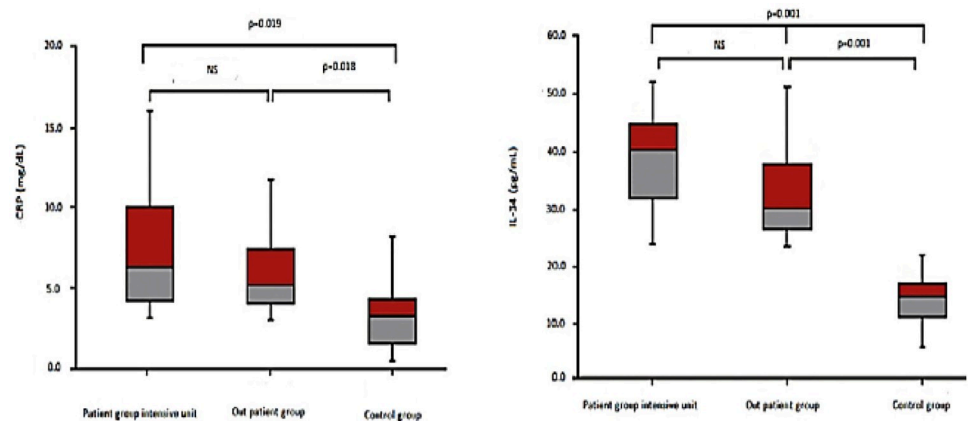 p=0.019
20.0
NS
p=0.018
15.0
CRP (mg/dL)
10.0
5.0
0.0
Patient group intensive unit
Out patient group
Control group
p=0.001
60.0
NS
p=0.001
50.0
40.0
IL-34 (pg/mL)
30.0
20.0
10.0
0.0
Patient group intensive unit
Out patient group
Control group